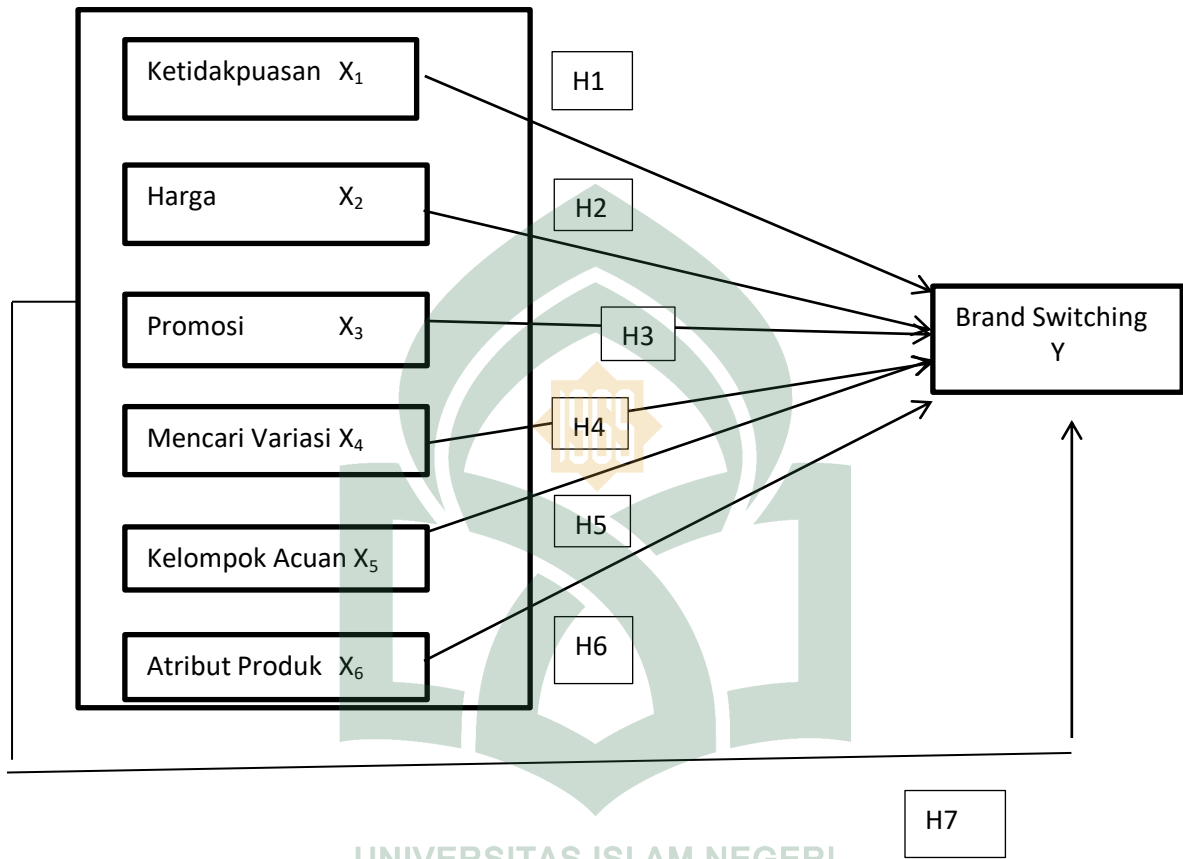 Ketidakpuasan X₁
H1
Harga X₂
H2
Promosi X₃
H3
Brand Switching
Y
Mencari Variasi X₄
H4
Kelompok Acuan X₅
H5
Atribut Produk X₆
H6
H7
UNIVERSITAS ISLAM NEGERI